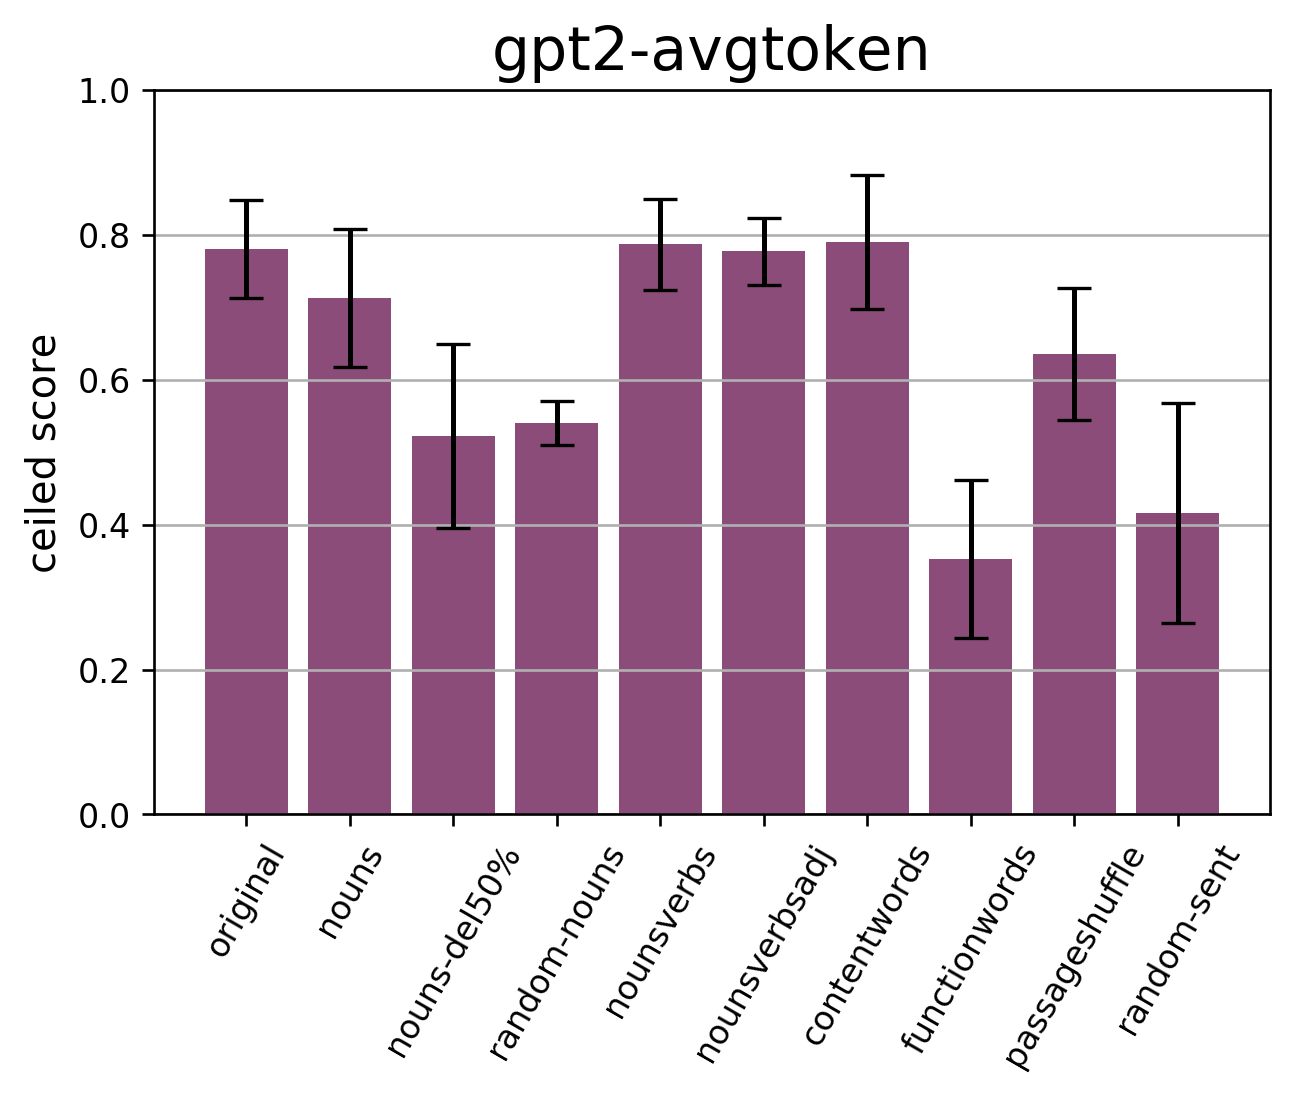 gpt2-avgtoken
1.0
0.8
0.6
0.4
0.2
0.0
ceiled score
original
nouns
nouns-del50%
random-nouns
nounsverbs
nounsverbsadj
contentwords
functionwords
passageshuffle
random-sent